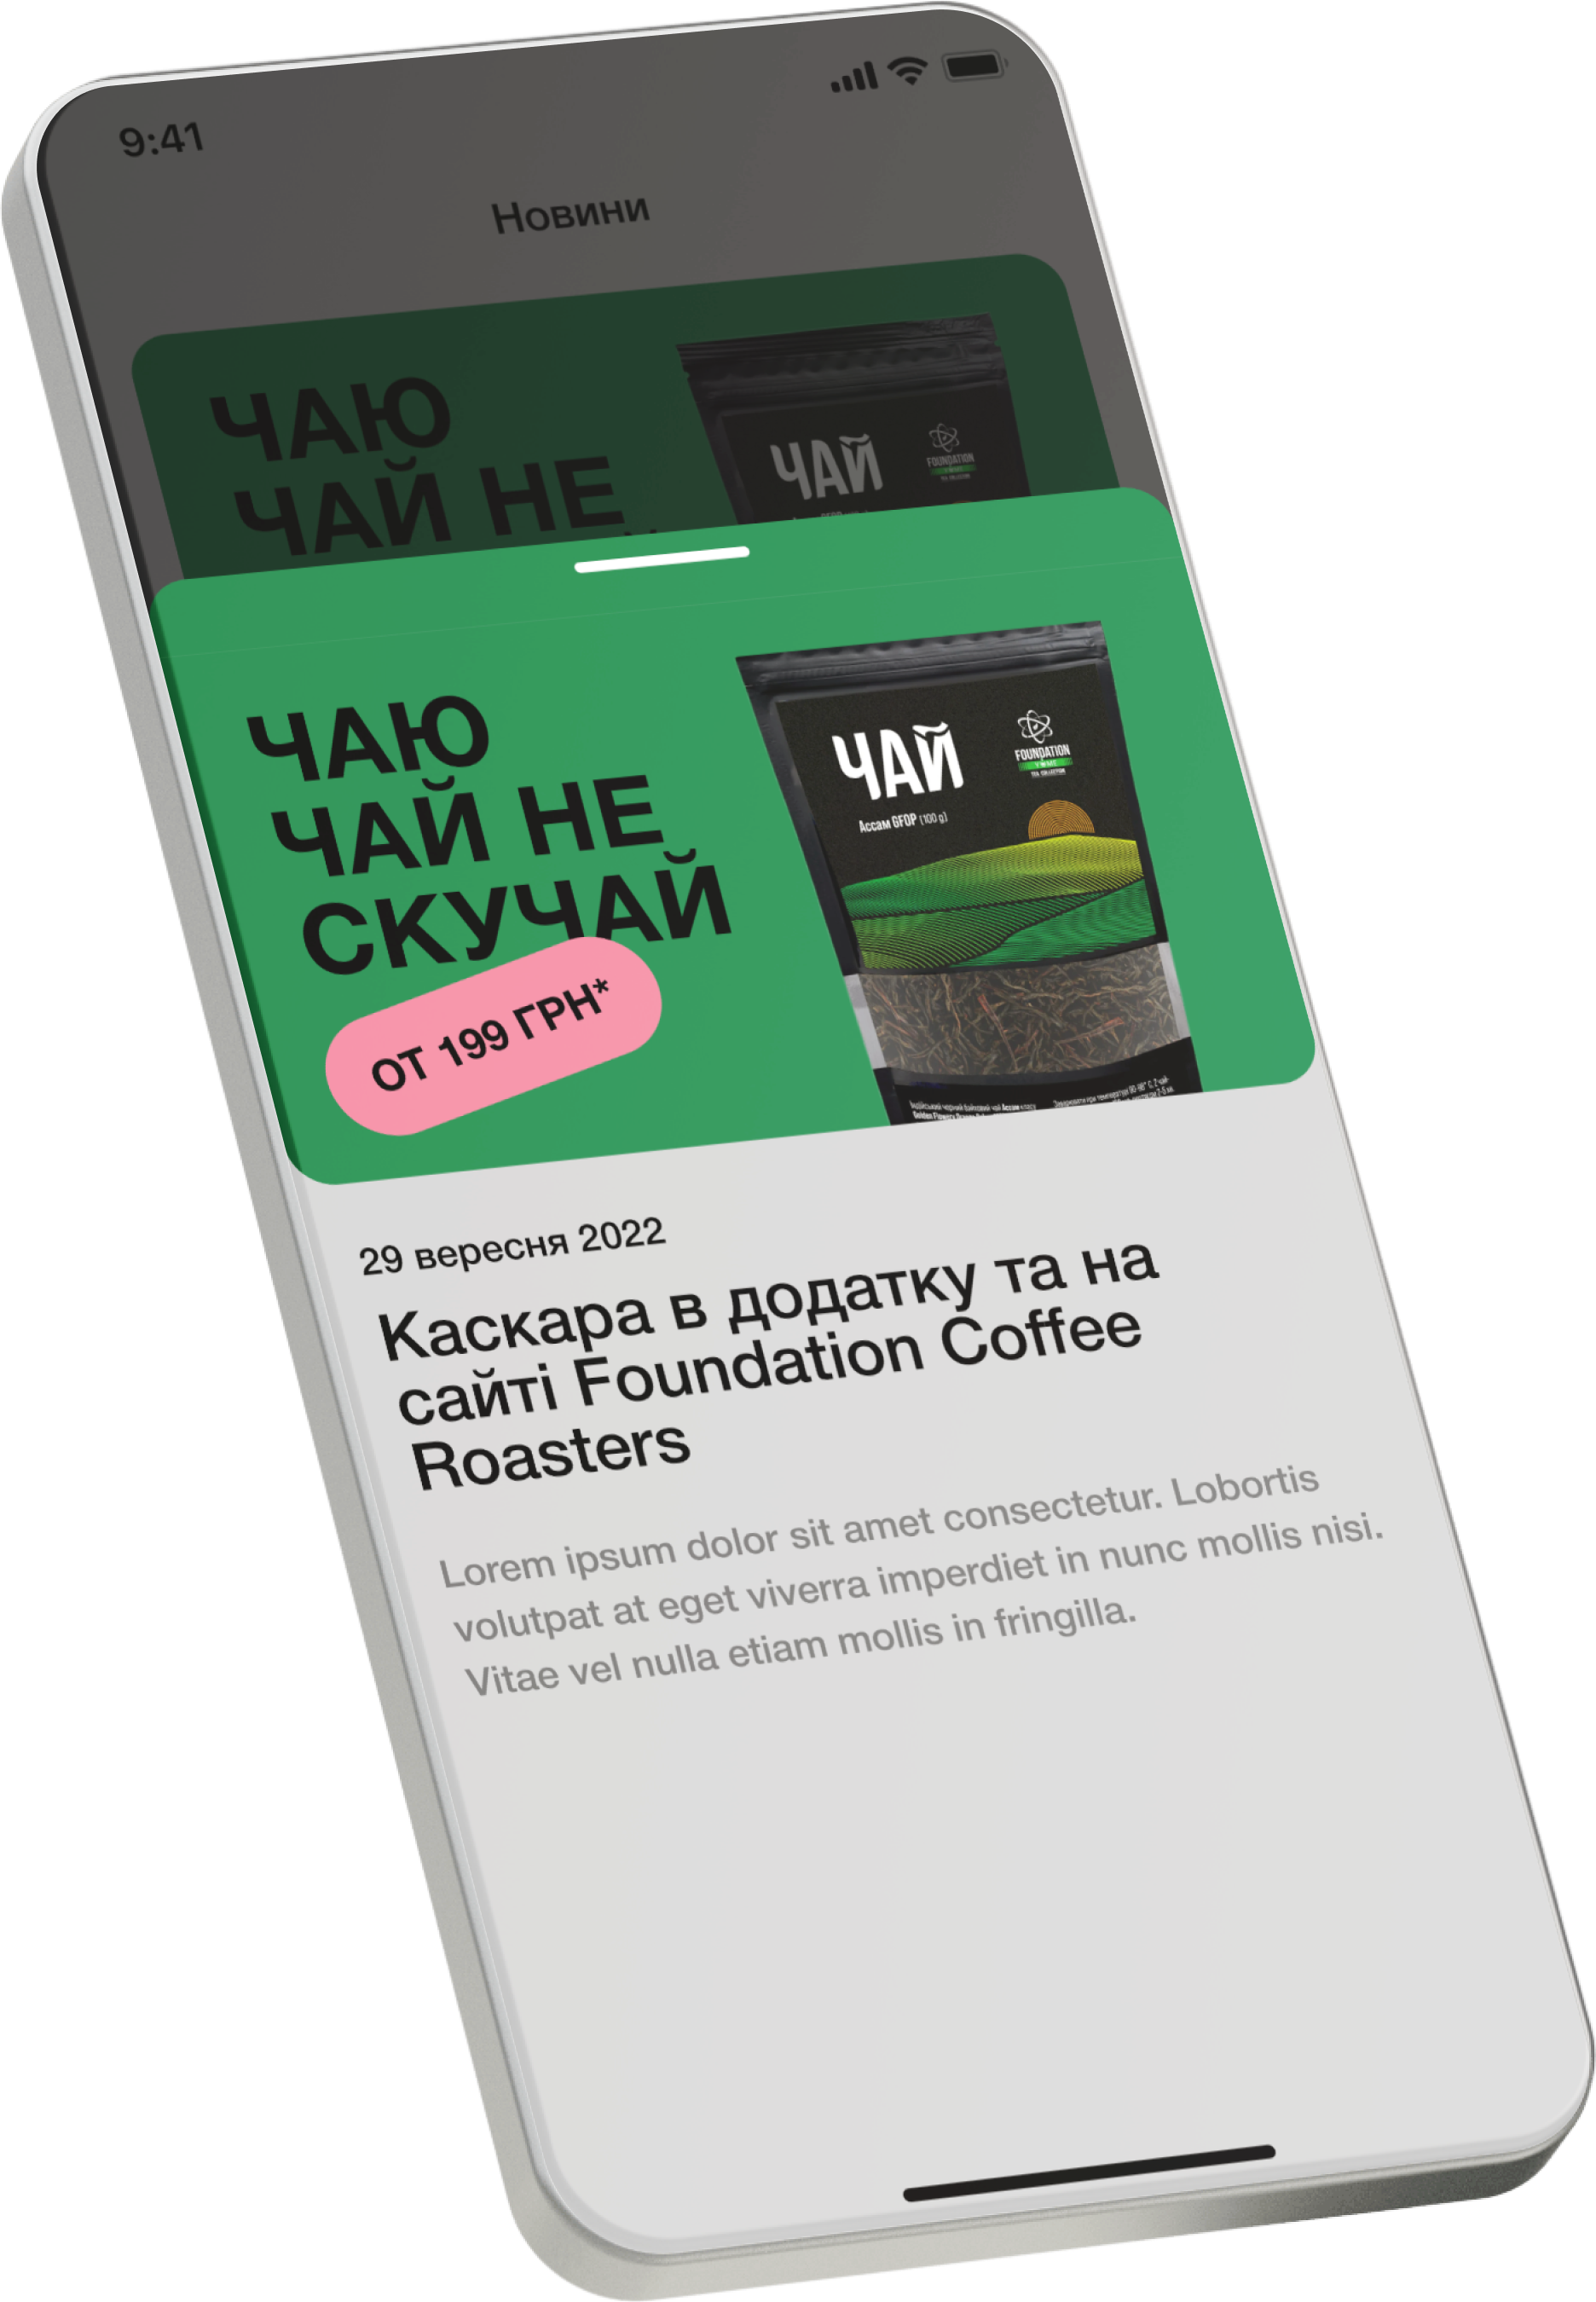 9:41
Новини
ЧАЮ
ЧАЙ НЕ
ЧАЙ
FOUNDATION
ЧАЮ
ЧАЙ НЕ
СКУЧАЙ
ОТ 199 ГРН*
ЧАЙ
Ассам GFOP (100 g)
FOUNDATION
TEA COLLECTION
29 вересня 2022
Каскара в додатку та на
сайті Foundation Coffee
Roasters
Lorem ipsum dolor sit amet consectetur. Lobortis
volutpat at eget viverra imperdiet in nunc mollis nisi.
Vitae vel nulla etiam mollis in fringilla.